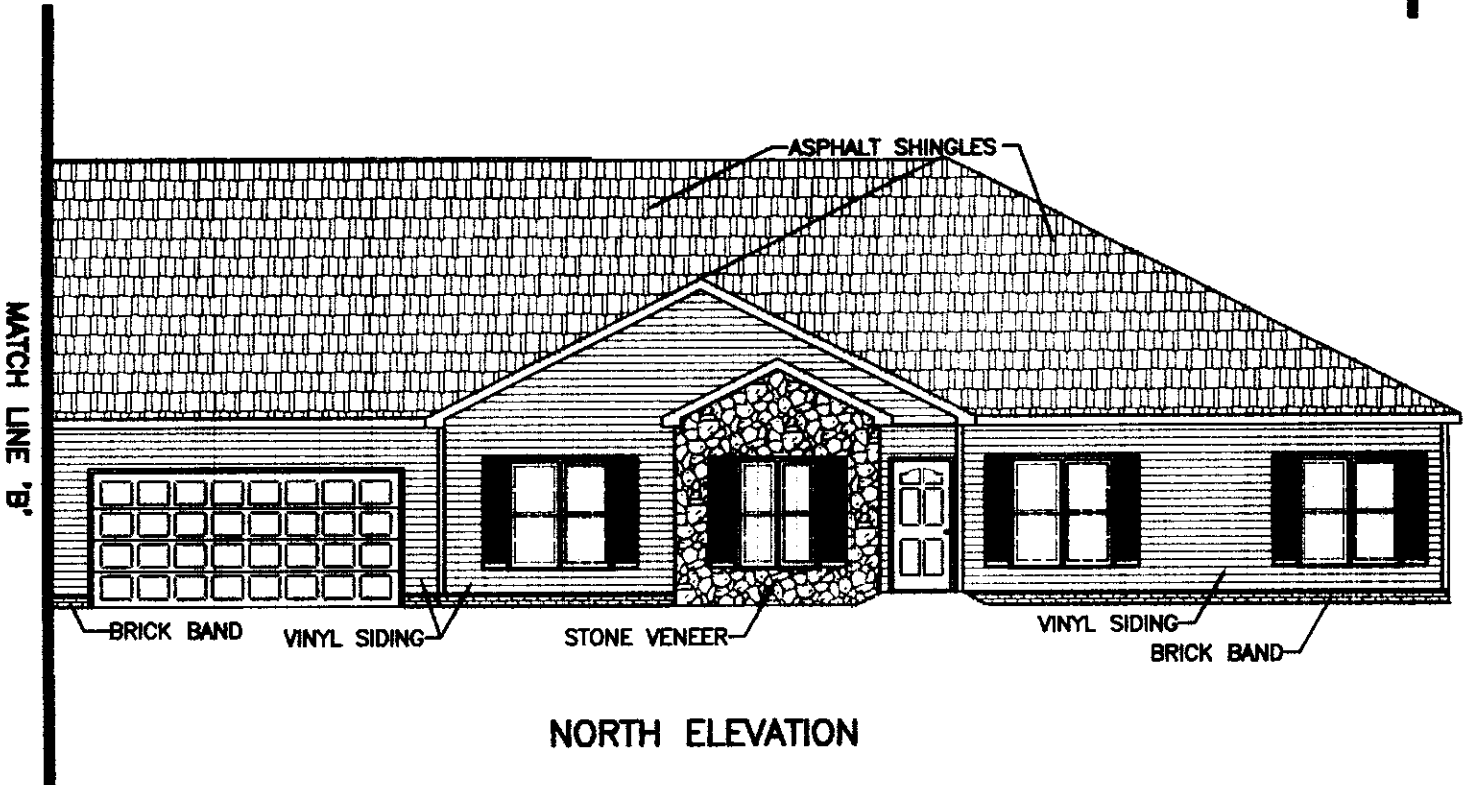 ASPHALT SHINGLES
MATCH LINE 'B'
BRICK BAND
VINYL SIDING
STONE VENEER
VINYL SIDING
BRICK BAND
NORTH ELEVATION